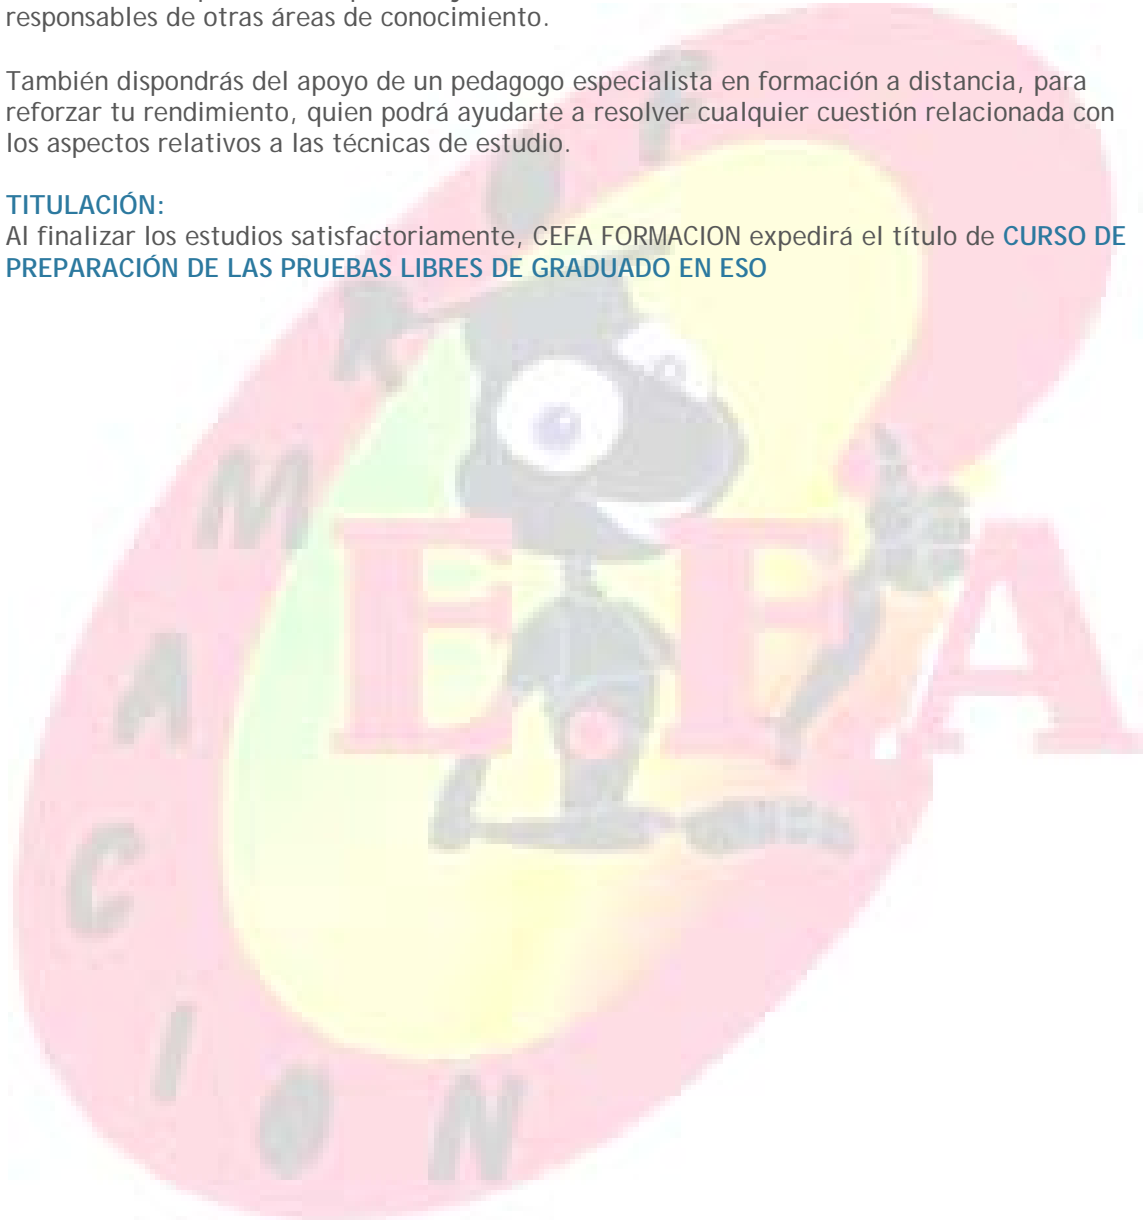 responsables de otras áreas de conocimiento.
También dispondrás del apoyo de un pedagogo especialista en formación a distancia, para
reforzar tu rendimiento, quien podrá ayudarte a resolver cualquier cuestión relacionada con
los aspectos relativos a las técnicas de estudio.
TITULACIÓN:
Al finalizar los estudios satisfactoriamente, CEFA FORMACION expedirá el título de CURSO DE
PREPARACIÓN DE LAS PRUEBAS LIBRES DE GRADUADO EN ESO
CEFA
FORMACION